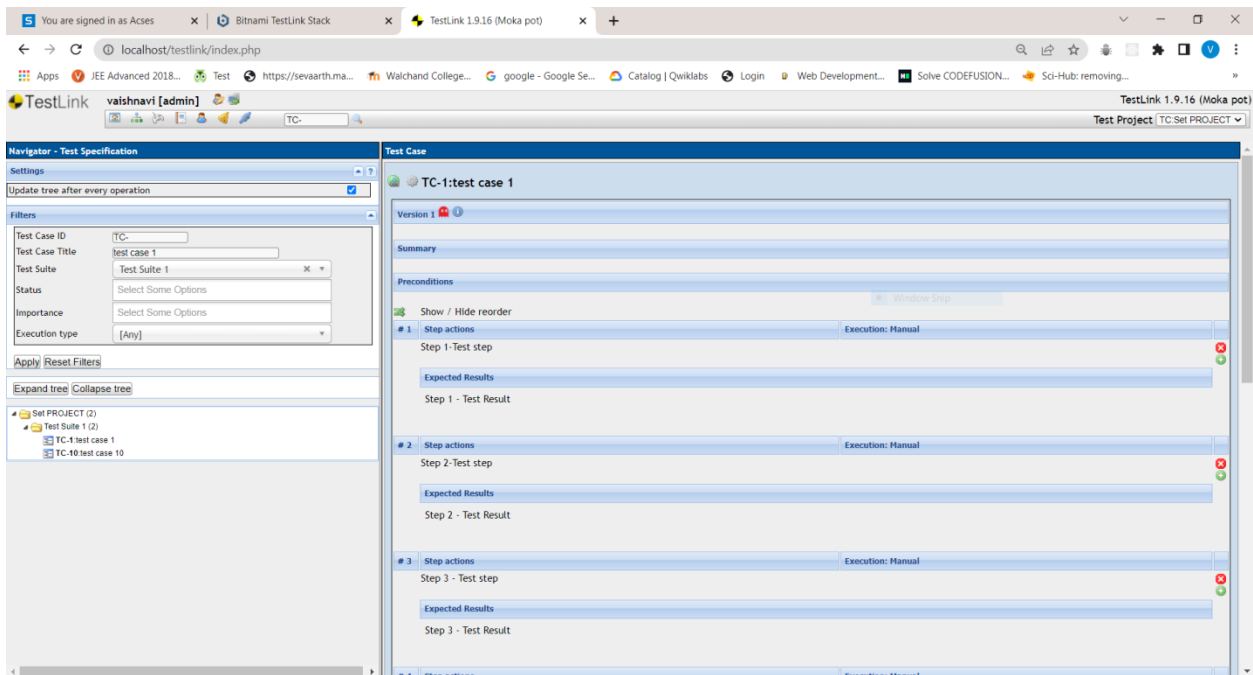 You are signed in as Acses
Bitnami TestLink Stack
TestLink 1.9.16 (Moka pot)
localhost/testlink/index.php
Apps JEE Advanced 2018... Test https://sevaarth.ma... Walchand College... google - Google Se... Catalog | Qwiklabs Login Web Development... Solve CODEFUSION... Sci-Hub: removing... »
TestLink vaishnavi [admin] TestLink 1.9.16 (Moka pot)
TC- Test Project TC:Set PROJECT
Navigator - Test Specification
Settings
Update tree after every operation
Filters
Test Case ID TC-
Test Case Title test case 1
Test Suite Test Suite 1
Status Select Some Options
Importance Select Some Options
Execution type [Any]
Apply Reset Filters
Expand tree Collapse tree
Set PROJECT (2)
Test Suite 1 (2)
TC-1:test case 1
TC-10:test case 10
Test Case
TC-1:test case 1
Version 1
Summary
Preconditions
Window Snip
Show / Hide reorder
# 1 Step actions Execution: Manual
Step 1-Test step
Expected Results
Step 1 - Test Result
# 2 Step actions Execution: Manual
Step 2-Test step
Expected Results
Step 2 - Test Result
# 3 Step actions Execution: Manual
Step 3 - Test step
Expected Results
Step 3 - Test Result
# 4 Step actions Execution: Manual